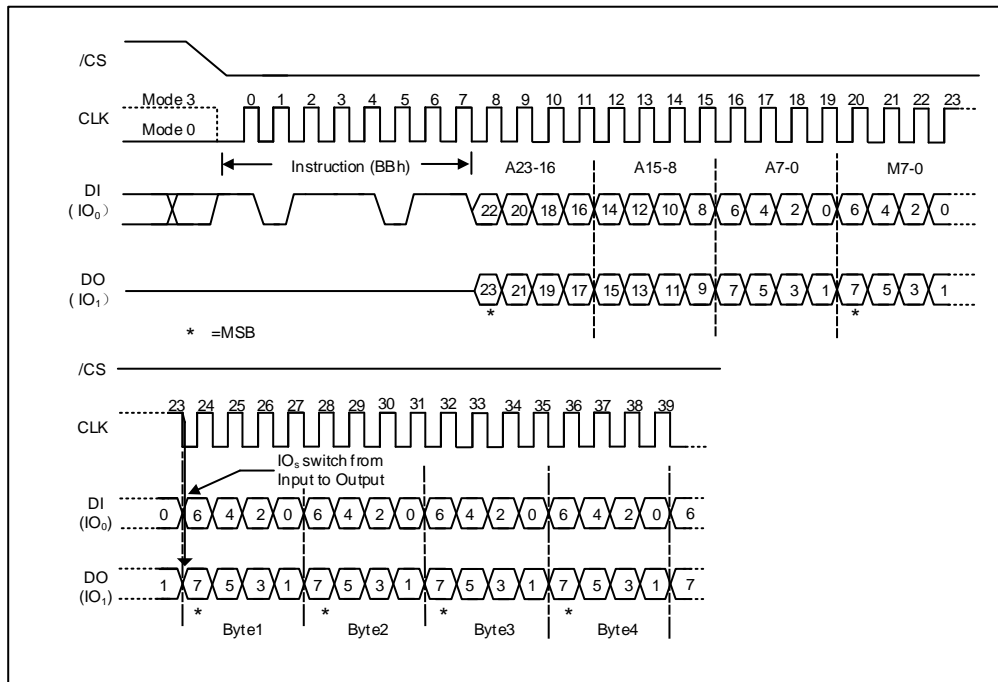 /CS
Mode 3
0 1 2 3 4 5 6 7 8 9 10 11 12 13 14 15 16 17 18 19 20 21 22 23
CLK
Mode 0
Instruction (BBh)
A23-16 A15-8 A7-0 M7-0
DI
( IO0）
22 20 18 16 14 12 10 8 6 4 2 0 6 4 2 0
DO
( IO1）
23 21 19 17 15 13 11 9 7 5 3 1 7 5 3 1
* *
* =MSB
/CS
23 24 25 26 27 28 29 30 31 32 33 34 35 36 37 38 39
CLK
IOs switch from
Input to Output
DI
(IO0)
0 6 4 2 0 6 4 2 0 6 4 2 0 6 4 2 0 6
DO
(IO1)
1 7 5 3 1 7 5 3 1 7 5 3 1 7 5 3 1 7
* * * *
Byte1 Byte2 Byte3 Byte4